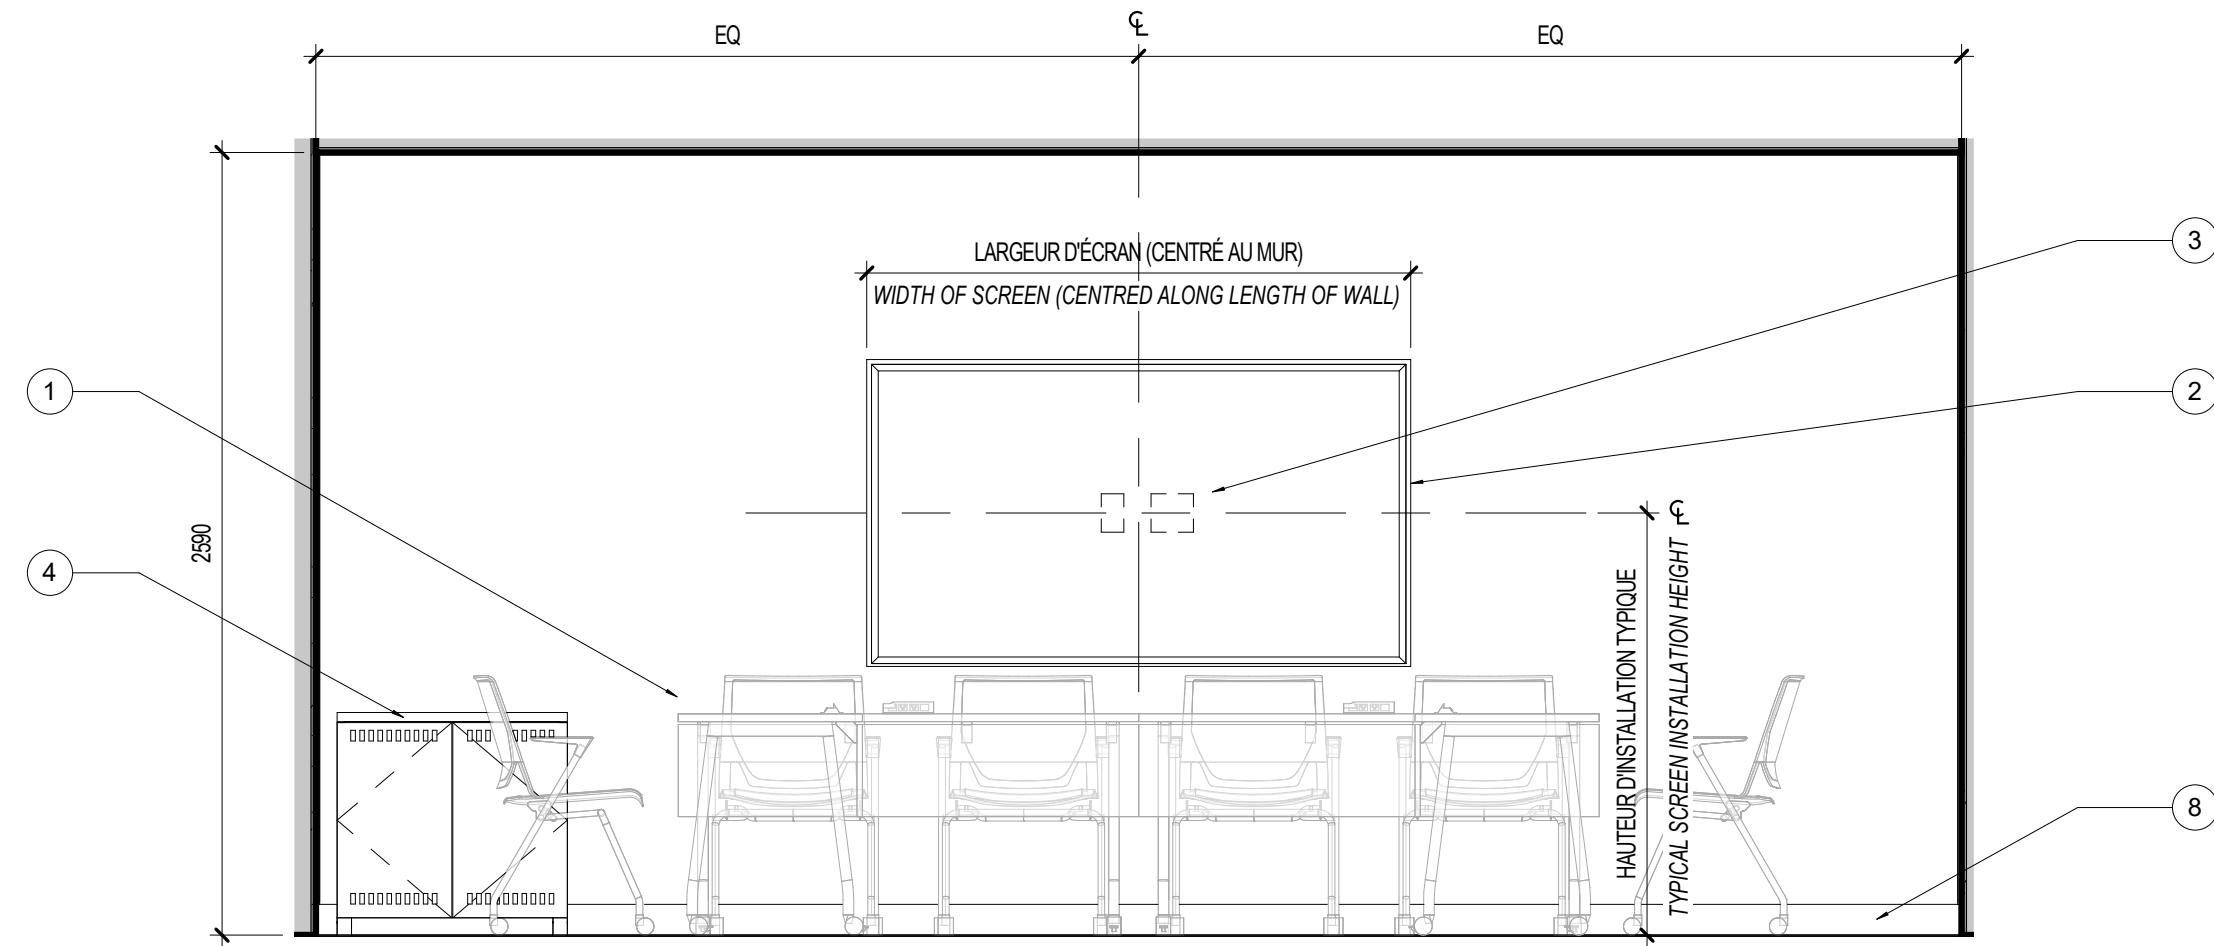 ℄
EQ
EQ
LARGEUR D'ÉCRAN (CENTRÉ AU MUR)
WIDTH OF SCREEN (CENTRED ALONG LENGTH OF WALL)
3
1
2
2590
4
℄
HAUTEUR D'INSTALLATION TYPIQUE
TYPICAL SCREEN INSTALLATION HEIGHT
8